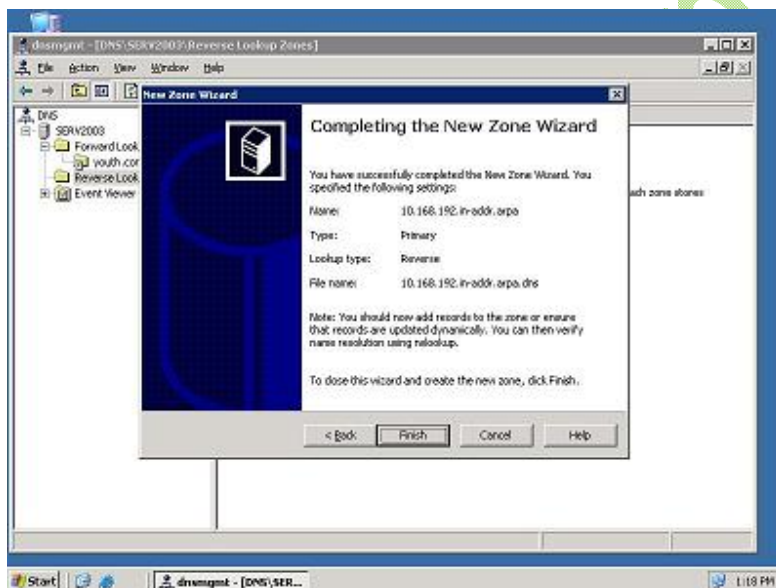 dnsmgmt - [DNS\SERV2003\Reverse Lookup Zones]
File Action View Window Help
New Zone Wizard
DNS
SERV2003
Forward Look
youth.cor
Reverse Look
Event Viewer
Completing the New Zone Wizard
You have successfully completed the New Zone Wizard. You
specified the following settings:
Name: 10.168.192.in-addr.arpa
Type: Primary
Lookup type: Reverse
File name: 10.168.192.in-addr.arpa.dns
Note: You should now add records to the zone or ensure
that records are updated dynamically. You can then verify
name resolution using nslookup.
To close this wizard and create the new zone, click Finish.
ach zone stores
< Back Finish Cancel Help
Start dnsmgmt - [DNS\SER... 1:18 PM